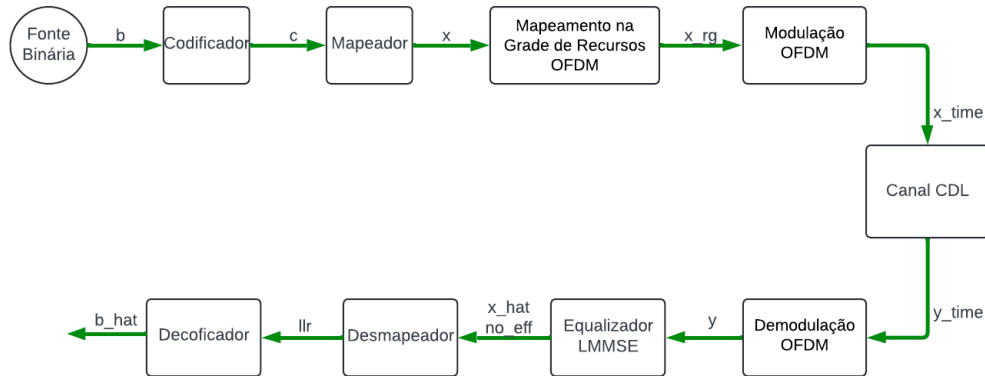 Fonte
Binária
b
Codificador
c
Mapeador
x
Mapeamento na
Grade de Recursos
OFDM
x_rg
Modulação
OFDM
x_time
Canal CDL
y_time
Demodulação
OFDM
y
Equalizador
LMMSE
x_hat
no_eff
Desmapeador
llr
Decoficador
b_hat